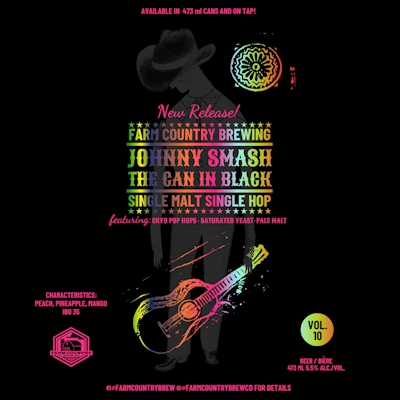 AVAILABLE IN 473 ml CANS AND ON TAP!
New Release!
FARM COUNTRY BREWING
JOHNNY SMASH
THE CAN IN BLACK
SINGLE MALT SINGLE HOP
featuring: CRYO POP HOPS · SATURATED YEAST · PALE MALT
CHARACTERISTICS:
PEACH, PINEAPPLE, MANGO
IBU 35
VOL.
10
BEER / BIÈRE
473 ML 5.5% ALC./VOL.
@FARMCOUNTRYBREW @FARMCOUNTRYBREWCO FOR DETAILS